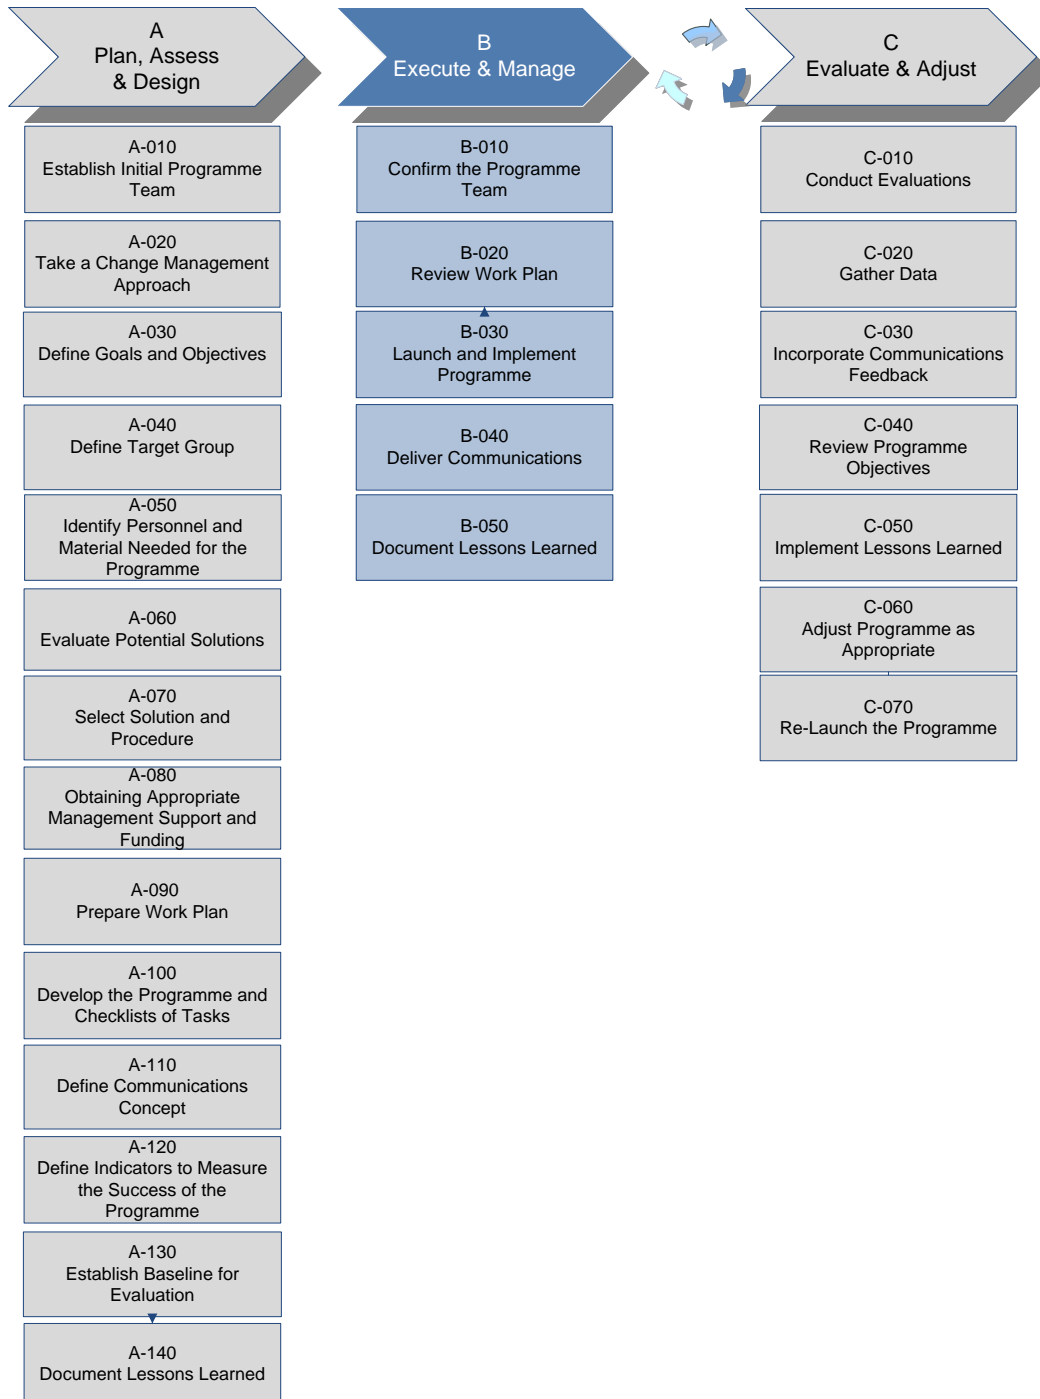 A
Plan, Assess
& Design
B
Execute & Manage
C
Evaluate & Adjust
A-010
Establish Initial Programme
Team
A-020
Take a Change Management
Approach
A-030
Define Goals and Objectives
A-040
Define Target Group
A-050
Identify Personnel and
Material Needed for the
Programme
A-060
Evaluate Potential Solutions
A-070
Select Solution and
Procedure
A-080
Obtaining Appropriate
Management Support and
Funding
A-090
Prepare Work Plan
A-100
Develop the Programme and
Checklists of Tasks
A-110
Define Communications
Concept
A-120
Define Indicators to Measure
the Success of the
Programme
A-130
Establish Baseline for
Evaluation
A-140
Document Lessons Learned
B-010
Confirm the Programme
Team
B-020
Review Work Plan
B-030
Launch and Implement
Programme
B-040
Deliver Communications
B-050
Document Lessons Learned
C-010
Conduct Evaluations
C-020
Gather Data
C-030
Incorporate Communications
Feedback
C-040
Review Programme
Objectives
C-050
Implement Lessons Learned
C-060
Adjust Programme as
Appropriate
C-070
Re-Launch the Programme